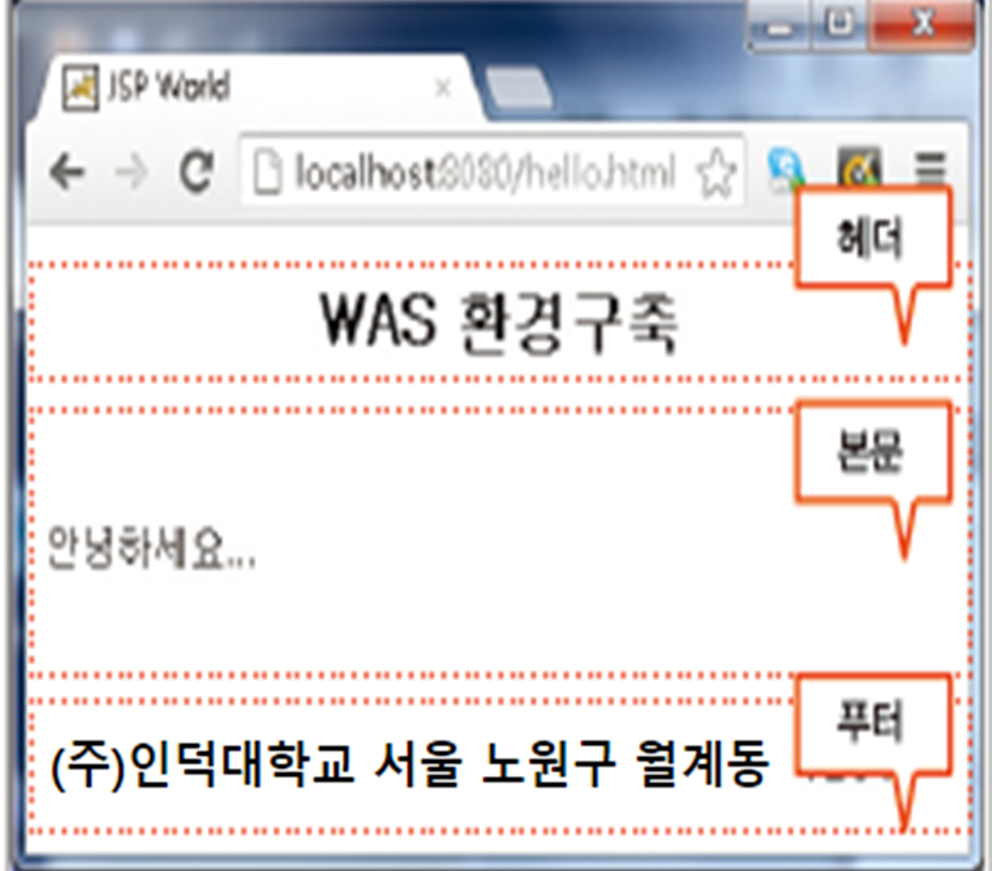 JSP World
localhost:8080/hello.html
헤더
WAS 환경구축
본문
안녕하세요...
푸터
(주)인덕대학교 서울 노원구 월계동